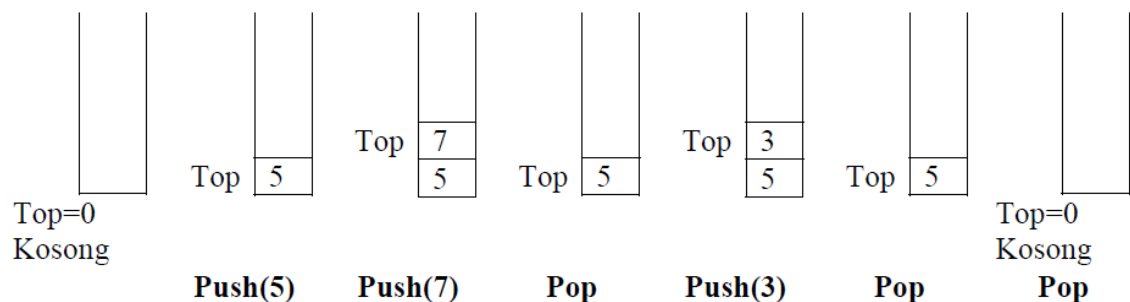 Top 7 Top 3
Top 5 5 Top 5 5 Top 5
Top=0 Top=0
Kosong Kosong
Push(5) Push(7) Pop Push(3) Pop Pop